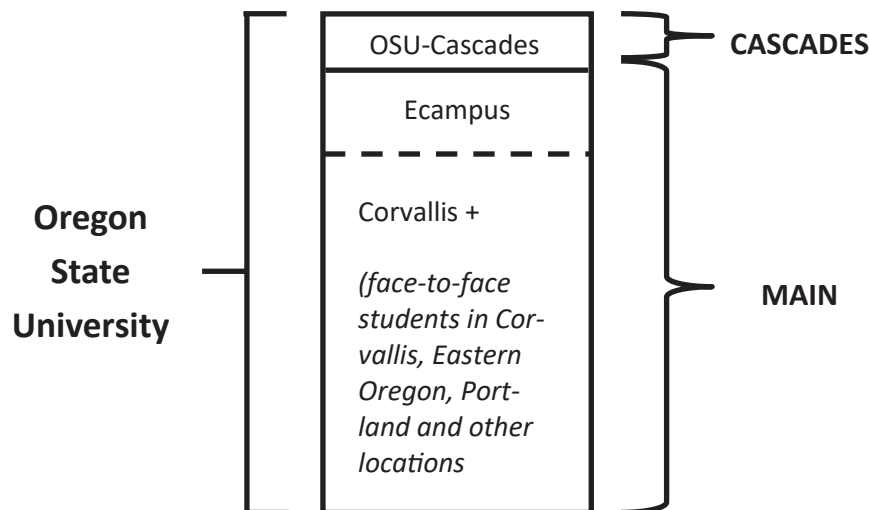 OSU-Cascades
CASCADES
Ecampus
Oregon
State
University
Corvallis +
(face-to-face
students in Cor-
vallis, Eastern
Oregon, Port-
land and other
locations
MAIN